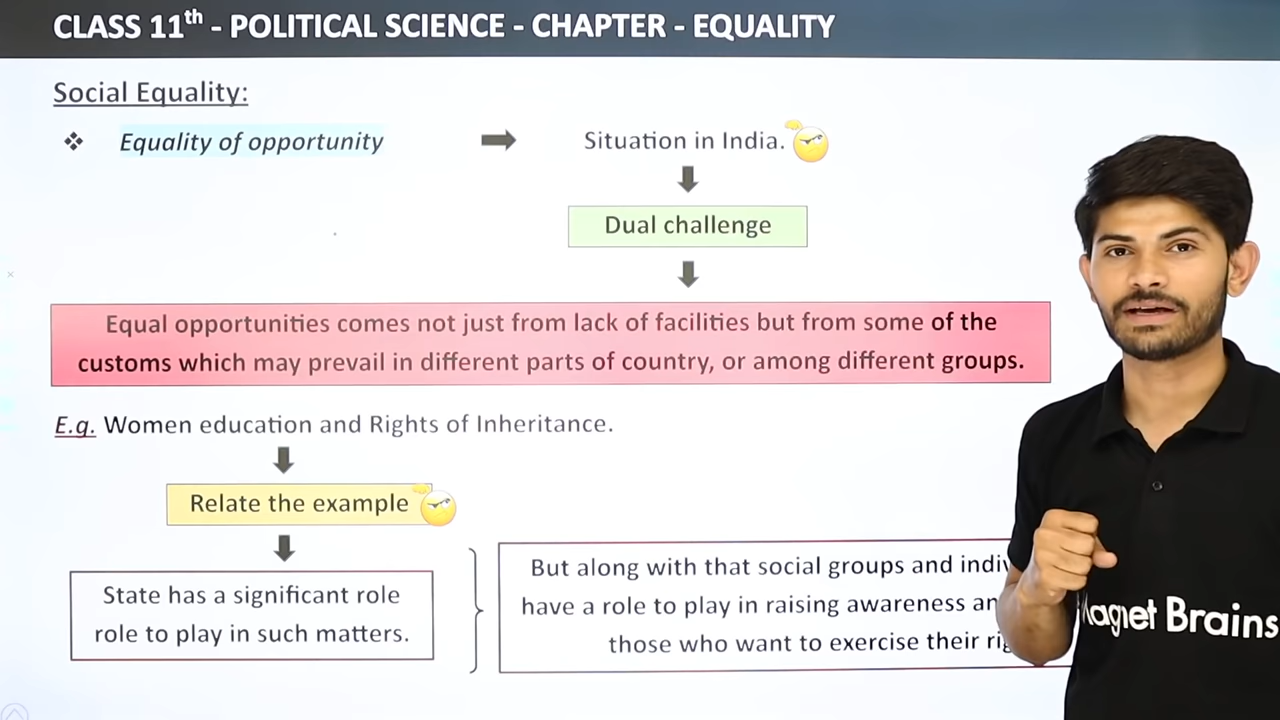 CLASS 11th - POLITICAL SCIENCE - CHAPTER - EQUALITY
Social Equality:
❖ Equality of opportunity
Situation in India.
Dual challenge
Equal opportunities comes not just from lack of facilities but from some of the
customs which may prevail in different parts of country, or among different groups.
E.g. Women education and Rights of Inheritance.
Relate the example
State has a significant role
role to play in such matters.
But along with that social groups and
have a role to play in raising awareness
those who want to exercise their
Magnet Brains